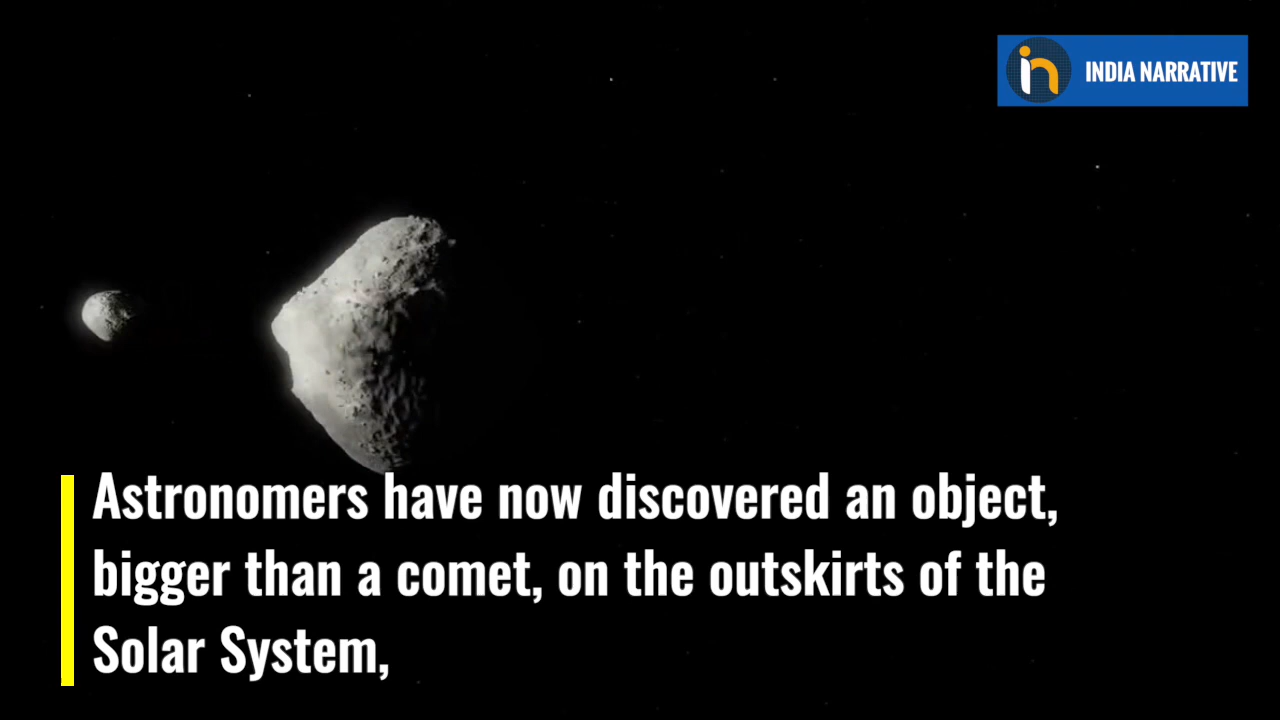 INDIA NARRATIVE
Astronomers have now discovered an object,
bigger than a comet, on the outskirts of the
Solar System,